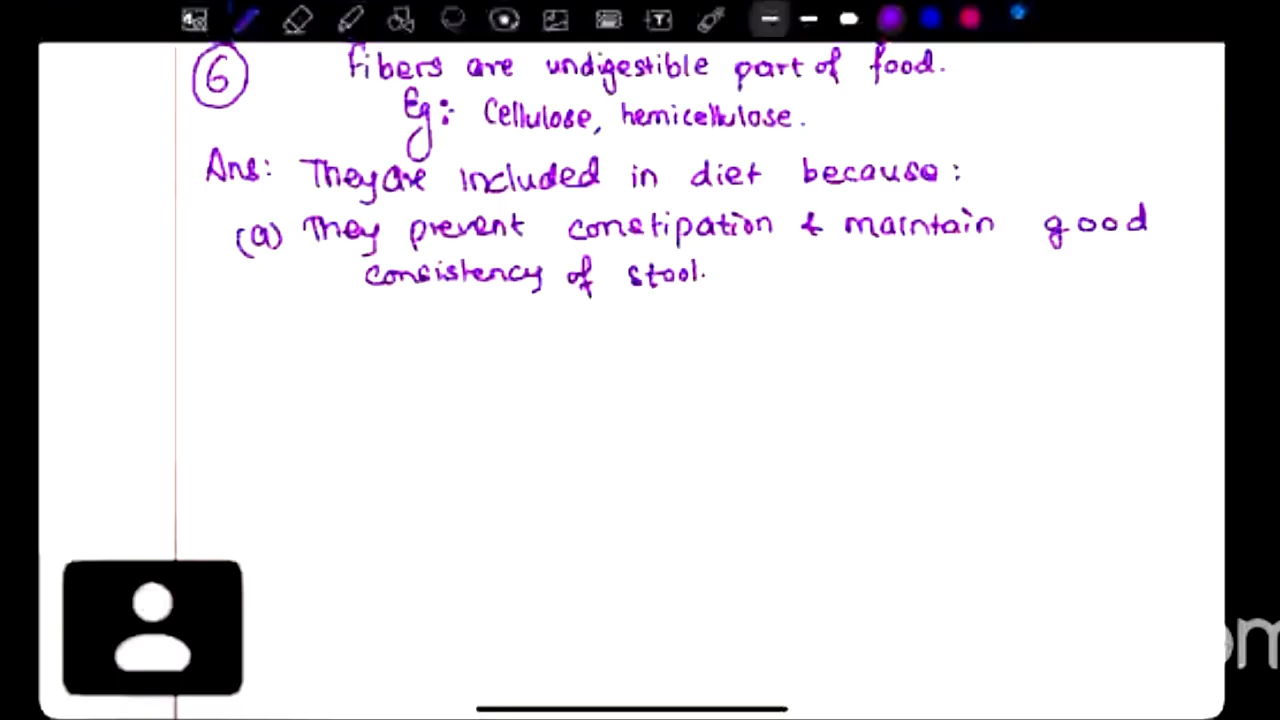 6 Fibers are undigestible part of food.
Eg: Cellulose, hemicellulose.
Ans: They are included in diet because:
(a) They prevent constipation & maintain good
consistency of stool.
om